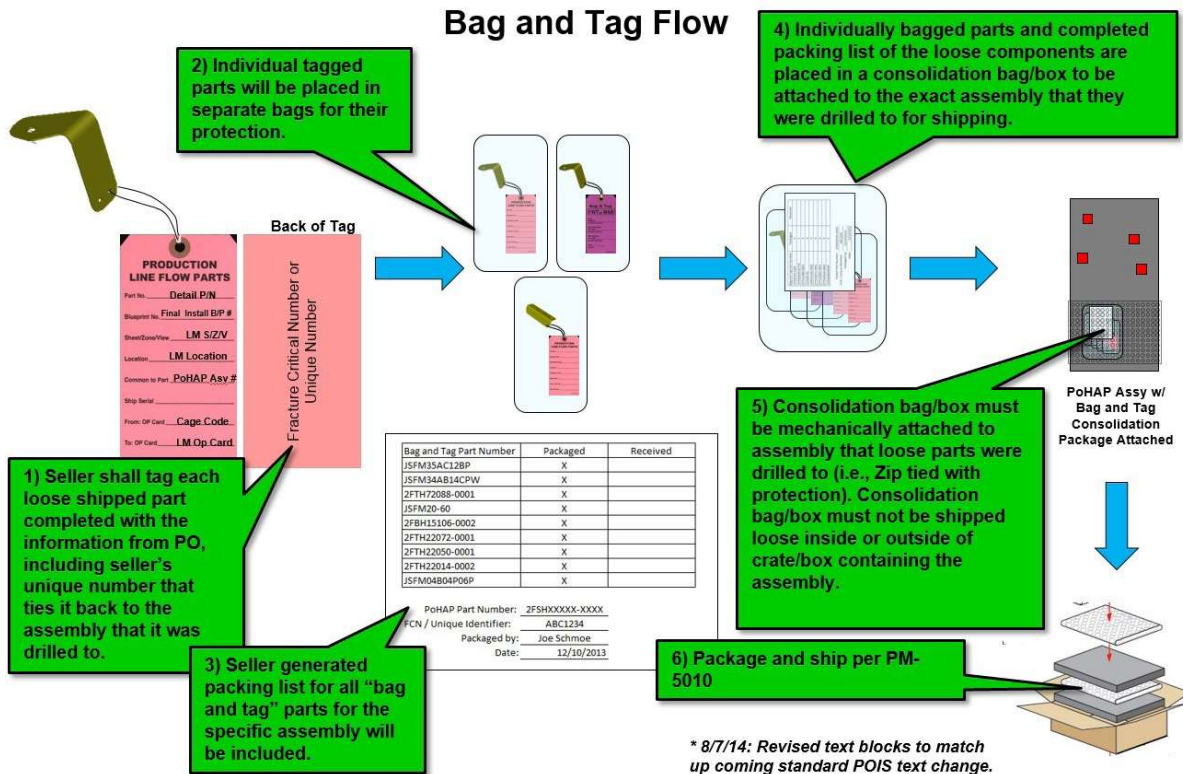 Bag and Tag Flow
2) Individual tagged
parts will be placed in
separate bags for their
protection.
4) Individually bagged parts and completed
packing list of the loose components are
placed in a consolidation bag/box to be
attached to the exact assembly that they
were drilled to for shipping.
Back of Tag
PRODUCTION
LINE FLOW PARTS
Part No. Detail P/N
Blueprint No. Final Install B/P #
Sheet/Zone/View LM S/Z/V
Location LM Location
Common to Part PoHAP Asy #
Ship Serial
From: OP Card Cage Code
To: OP Card LM Op Card
Fracture Critical Number or
Unique Number
PRODUCTION
LINE FLOW PARTS
Bag & Tag
PRODUCTION
LINE FLOW PARTS
PoHAP Assy w/
Bag and Tag
Consolidation
Package Attached
1) Seller shall tag each
loose shipped part
completed with the
information from PO,
including seller's
unique number that
ties it back to the
assembly that it was
drilled to.
Bag and Tag Part Number Packaged Received
JSFM35AC12BP X
JSFM34AB14CPW X
2FTH72088-0001 X
JSFM20-60 X
2FBH15106-0002 X
2FTH22072-0001 X
2FTH22050-0001 X
2FTH22014-0002 X
JSFM04B04P06P X
PoHAP Part Number: 2FSHXXXXX-XXXX
FCN / Unique Identifier: ABC1234
Packaged by: Joe Schmoe
Date: 12/10/2013
3) Seller generated
packing list for all “bag
and tag” parts for the
specific assembly will
be included.
5) Consolidation bag/box must
be mechanically attached to
assembly that loose parts were
drilled to (i.e., Zip tied with
protection). Consolidation
bag/box must not be shipped
loose inside or outside of
crate/box containing the
assembly.
6) Package and ship per PM-
5010
* 8/7/14: Revised text blocks to match
up coming standard POIS text change.